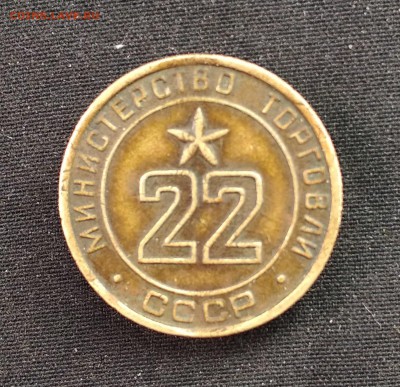 МИНИСТЕРСТВО ТОРГОВЛИ
22
· СССР ·